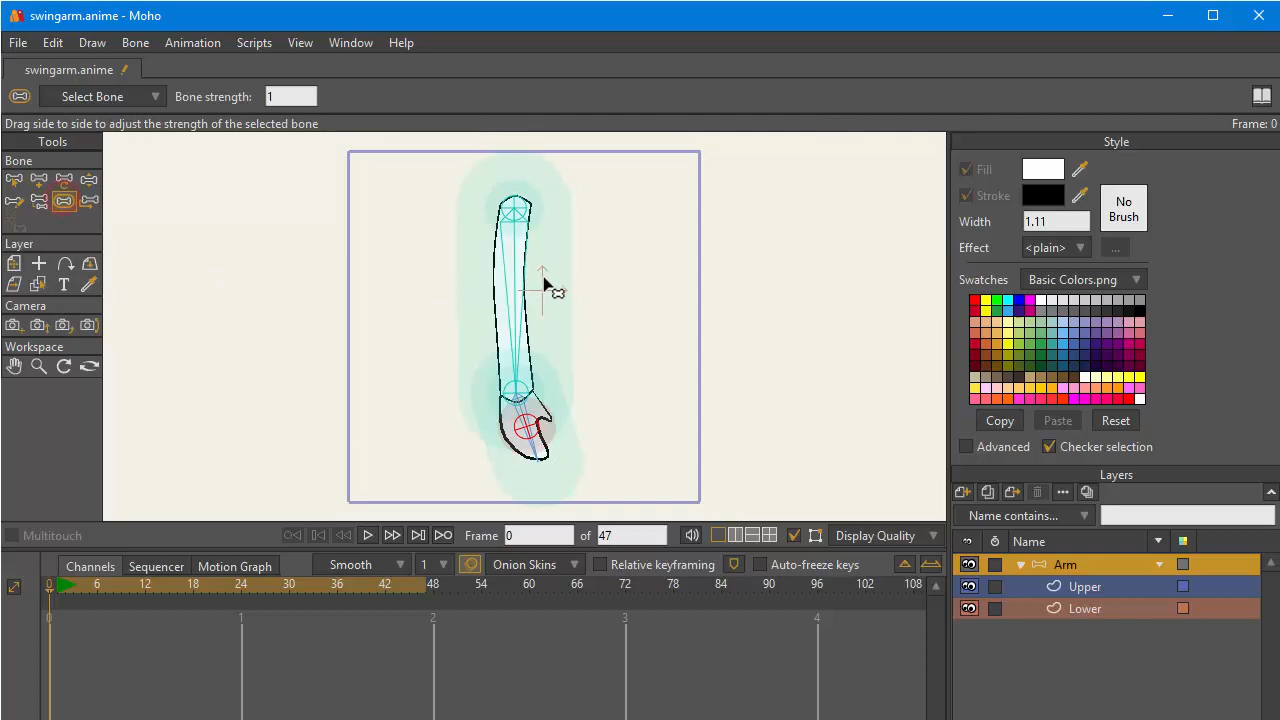 swingarm.anime - Moho
File Edit Draw Bone Animation Scripts View Window Help
swingarm.anime
Select Bone Bone strength: 1
Drag side to side to adjust the strength of the selected bone Frame: 0
Tools Style
Bone
Fill
Stroke
No
Brush
Width 1.11
Layer
Effect <plain> ...
Swatches Basic Colors.png
Camera
Workspace
Copy Paste Reset
Advanced Checker selection
Layers
Name contains...
Multitouch Frame 0 of 47 Display Quality
Name
Channels Sequencer Motion Graph Smooth 1 Onion Skins Relative keyframing Auto-freeze keys
Arm
0 6 12 18 24 30 36 42 48 54 60 66 72 78 84 90 96 102 108
Upper
Lower
0 1 2 3 4